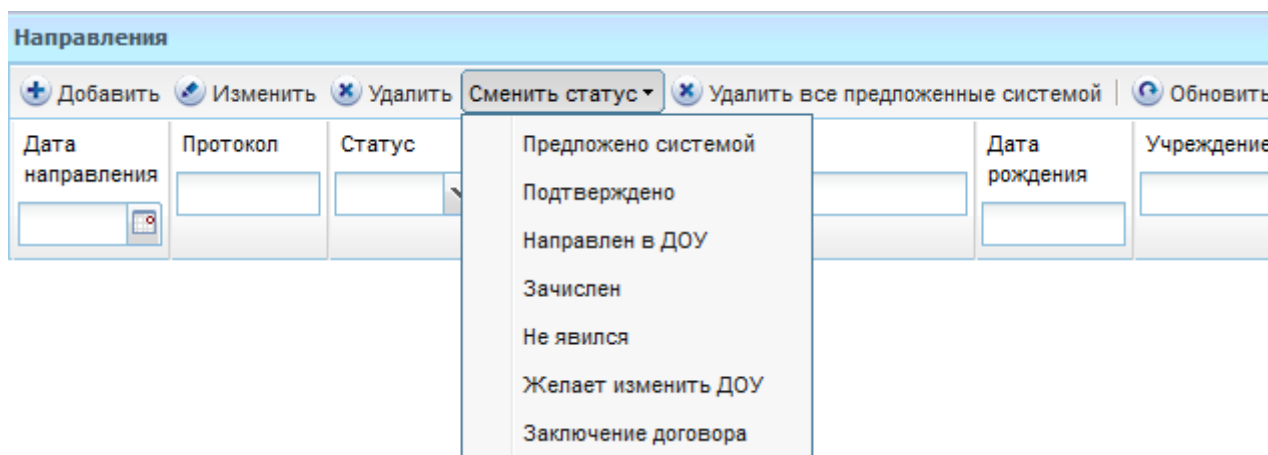 Направления
Добавить Изменить Удалить Сменить статус Удалить все предложенные системой Обновить
Дата направления Протокол Статус Дата рождения Учреждение
Предложено системой
Подтверждено
Направлен в ДОУ
Зачислен
Не явился
Желает изменить ДОУ
Заключение договора